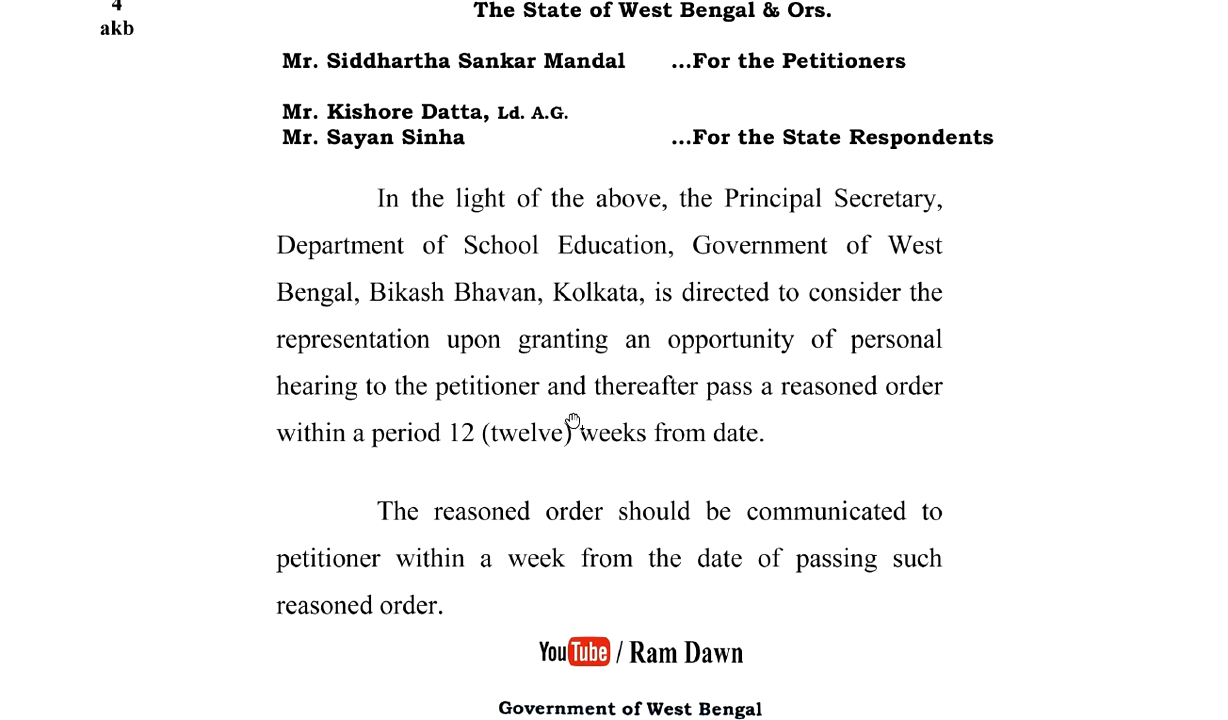 4
akb
The State of West Bengal & Ors.
Mr. Siddhartha Sankar Mandal ...For the Petitioners
Mr. Kishore Datta, Ld. A.G.
Mr. Sayan Sinha ...For the State Respondents
In the light of the above, the Principal Secretary,
Department of School Education, Government of West
Bengal, Bikash Bhavan, Kolkata, is directed to consider the
representation upon granting an opportunity of personal
hearing to the petitioner and thereafter pass a reasoned order
within a period 12 (twelve) weeks from date.
The reasoned order should be communicated to
petitioner within a week from the date of passing such
reasoned order.
YouTube / Ram Dawn
Government of West Bengal